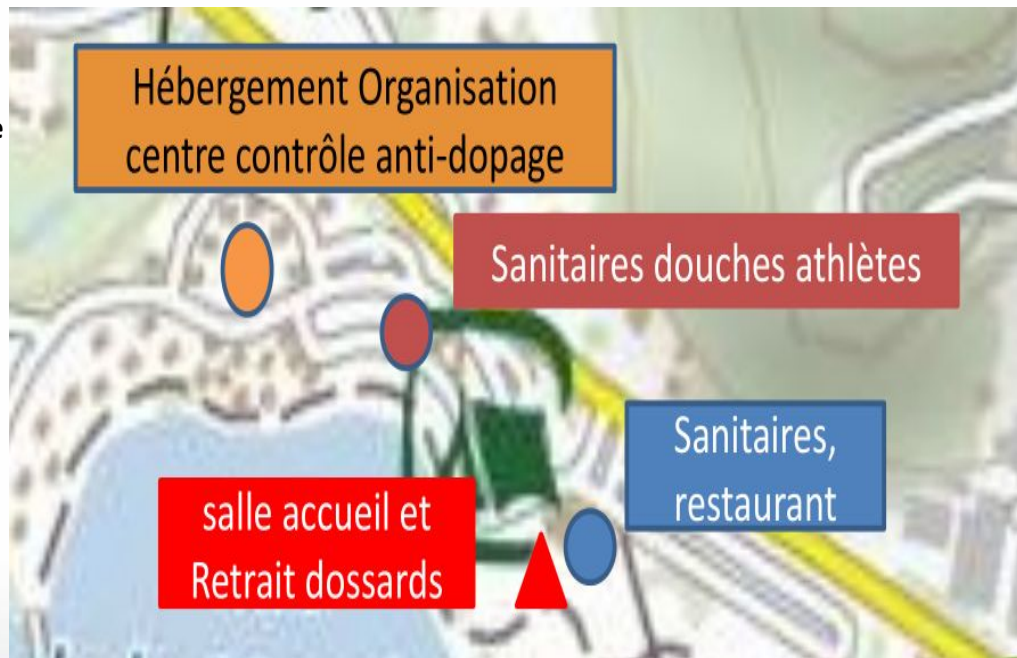 Hébergement Organisation
centre contrôle anti-dopage
Sanitaires douches athlètes
Sanitaires,
restaurant
salle accueil et
Retrait dossards